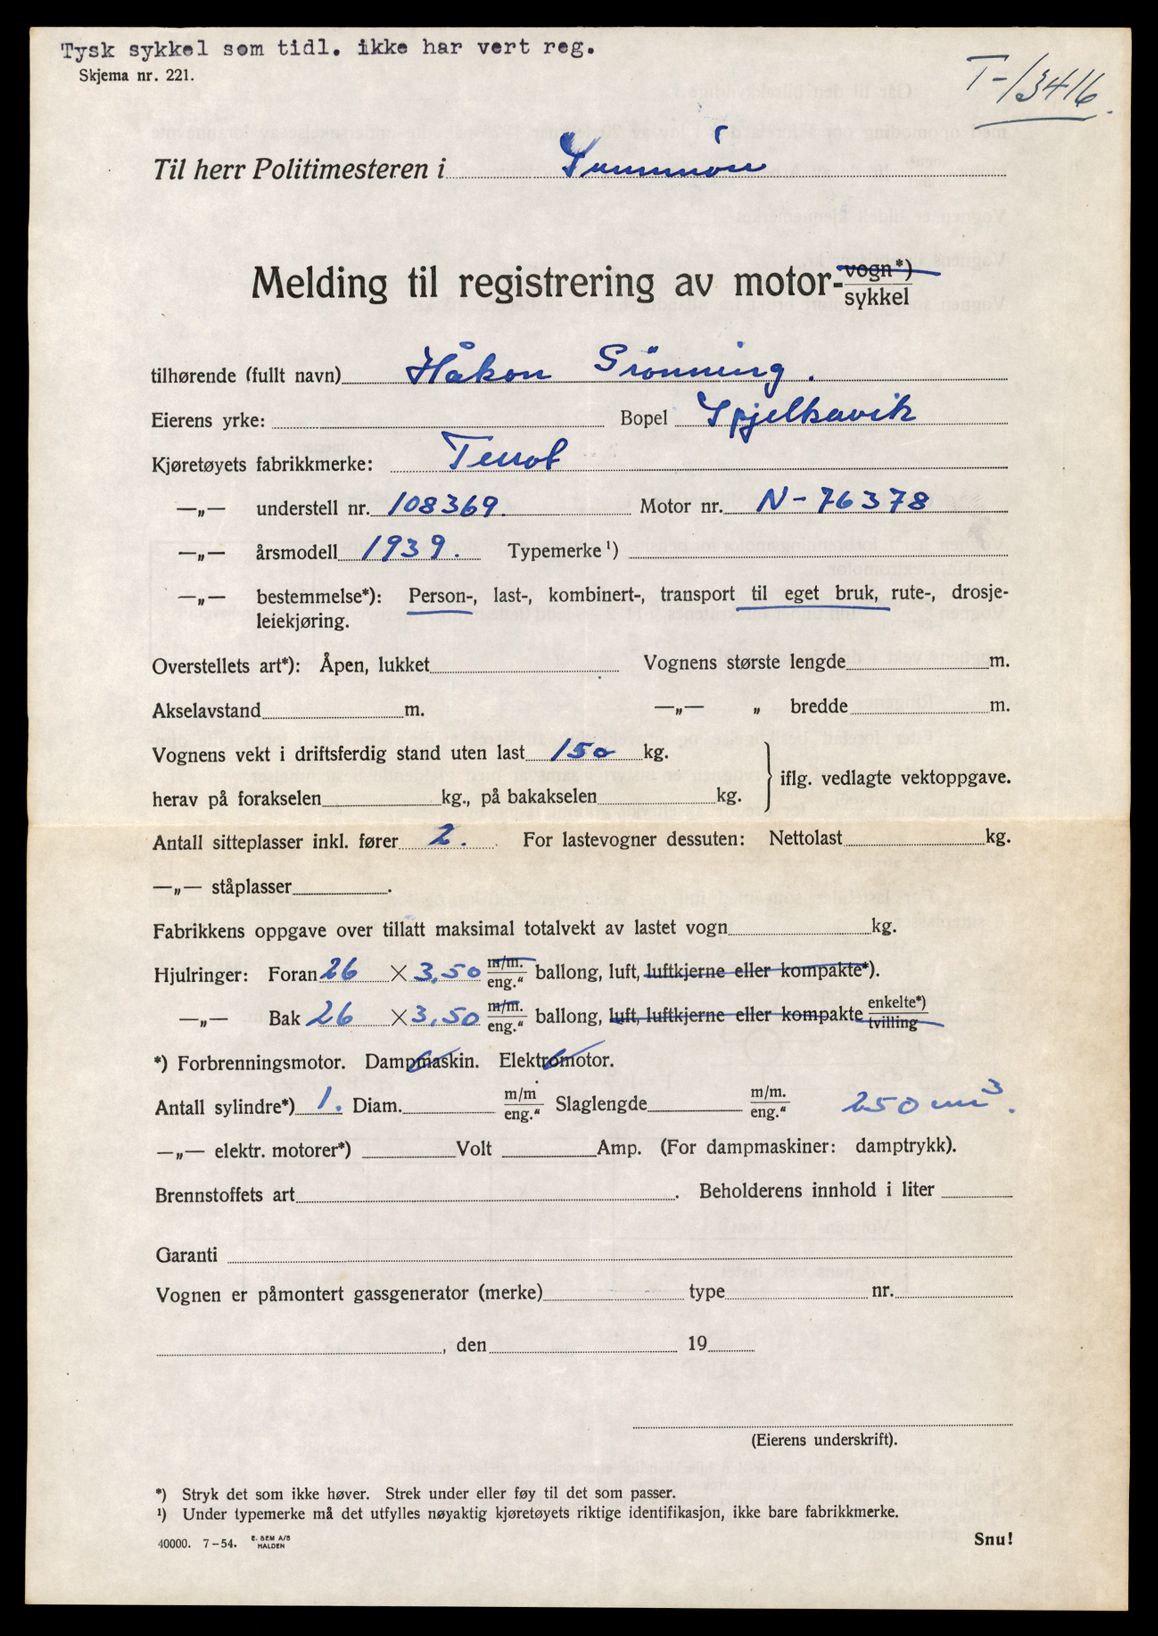 Tysk sykkel som tidl. ikke har vert reg.
Skjema nr. 221.
T-13416.
Til herr Politimesteren i Sunnmöre
Melding til registrering av motor-vogn*) sykkel
tilhørende (fullt navn) Håkon Grönning.
Eierens yrke: Bopel Spjelkavik
Kjøretøyets fabrikkmerke: Terrot
—„— understell nr. 108369. Motor nr. N-76378
—„— årsmodell 1939. Typemerke ¹)
—„— bestemmelse*): Person-, last-, kombinert-, transport til eget bruk, rute-, drosje-
leiekjøring.
Overstellets art*): Åpen, lukket Vognens største lengde m.
Akselavstand m. —„— „ bredde m.
Vognens vekt i driftsferdig stand uten last 150 kg.
iflg. vedlagte vektoppgave.
herav på forakselen kg., på bakakselen kg.
Antall sitteplasser inkl. fører 2. For lastevogner dessuten: Nettolast kg.
—„— ståplasser .
Fabrikkens oppgave over tillatt maksimal totalvekt av lastet vogn kg.
Hjulringer: Foran 26 × 3,50 m/m. eng." ballong, luft, luftkjerne eller kompakte*).
—„— Bak 26 × 3,50 m/m. eng." ballong, luft, luftkjerne eller kompakte enkelte*) tvilling
*) Forbrenningsmotor. Dampmaskin. Elektromotor.
Antall sylindre*) 1. Diam. m/m eng." Slaglengde m/m. eng." 250 cm³.
—„— elektr. motorer*) Volt Amp. (For dampmaskiner: damptrykk).
Brennstoffets art . Beholderens innhold i liter
Garanti
Vognen er påmontert gassgenerator (merke) type nr.
, den 19
(Eierens underskrift).
*) Stryk det som ikke høver. Strek under eller føy til det som passer.
¹) Under typemerke må det utfylles nøyaktig kjøretøyets riktige identifikasjon, ikke bare fabrikkmerke.
40000. 7-54. E. SEM A/S HALDEN
Snu!